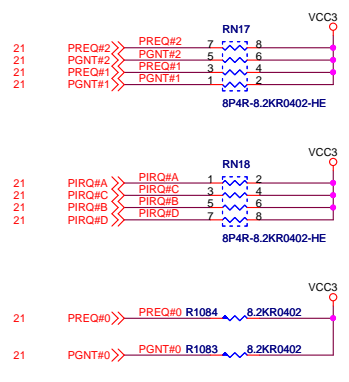 RN17 VCC3
21 PREQ#2 PREQ#2 7 8
21 PGNT#2 PGNT#2 5 6
21 PREQ#1 PREQ#1 3 4
21 PGNT#1 PGNT#1 1 2
8P4R-8.2KR0402-HE
RN18 VCC3
21 PIRQ#A PIRQ#A 1 2
21 PIRQ#C PIRQ#C 3 4
21 PIRQ#B PIRQ#B 5 6
21 PIRQ#D PIRQ#D 7 8
8P4R-8.2KR0402-HE
VCC3
21 PREQ#0 PREQ#0 R1084 8.2KR0402
21 PGNT#0 PGNT#0 R1083 8.2KR0402